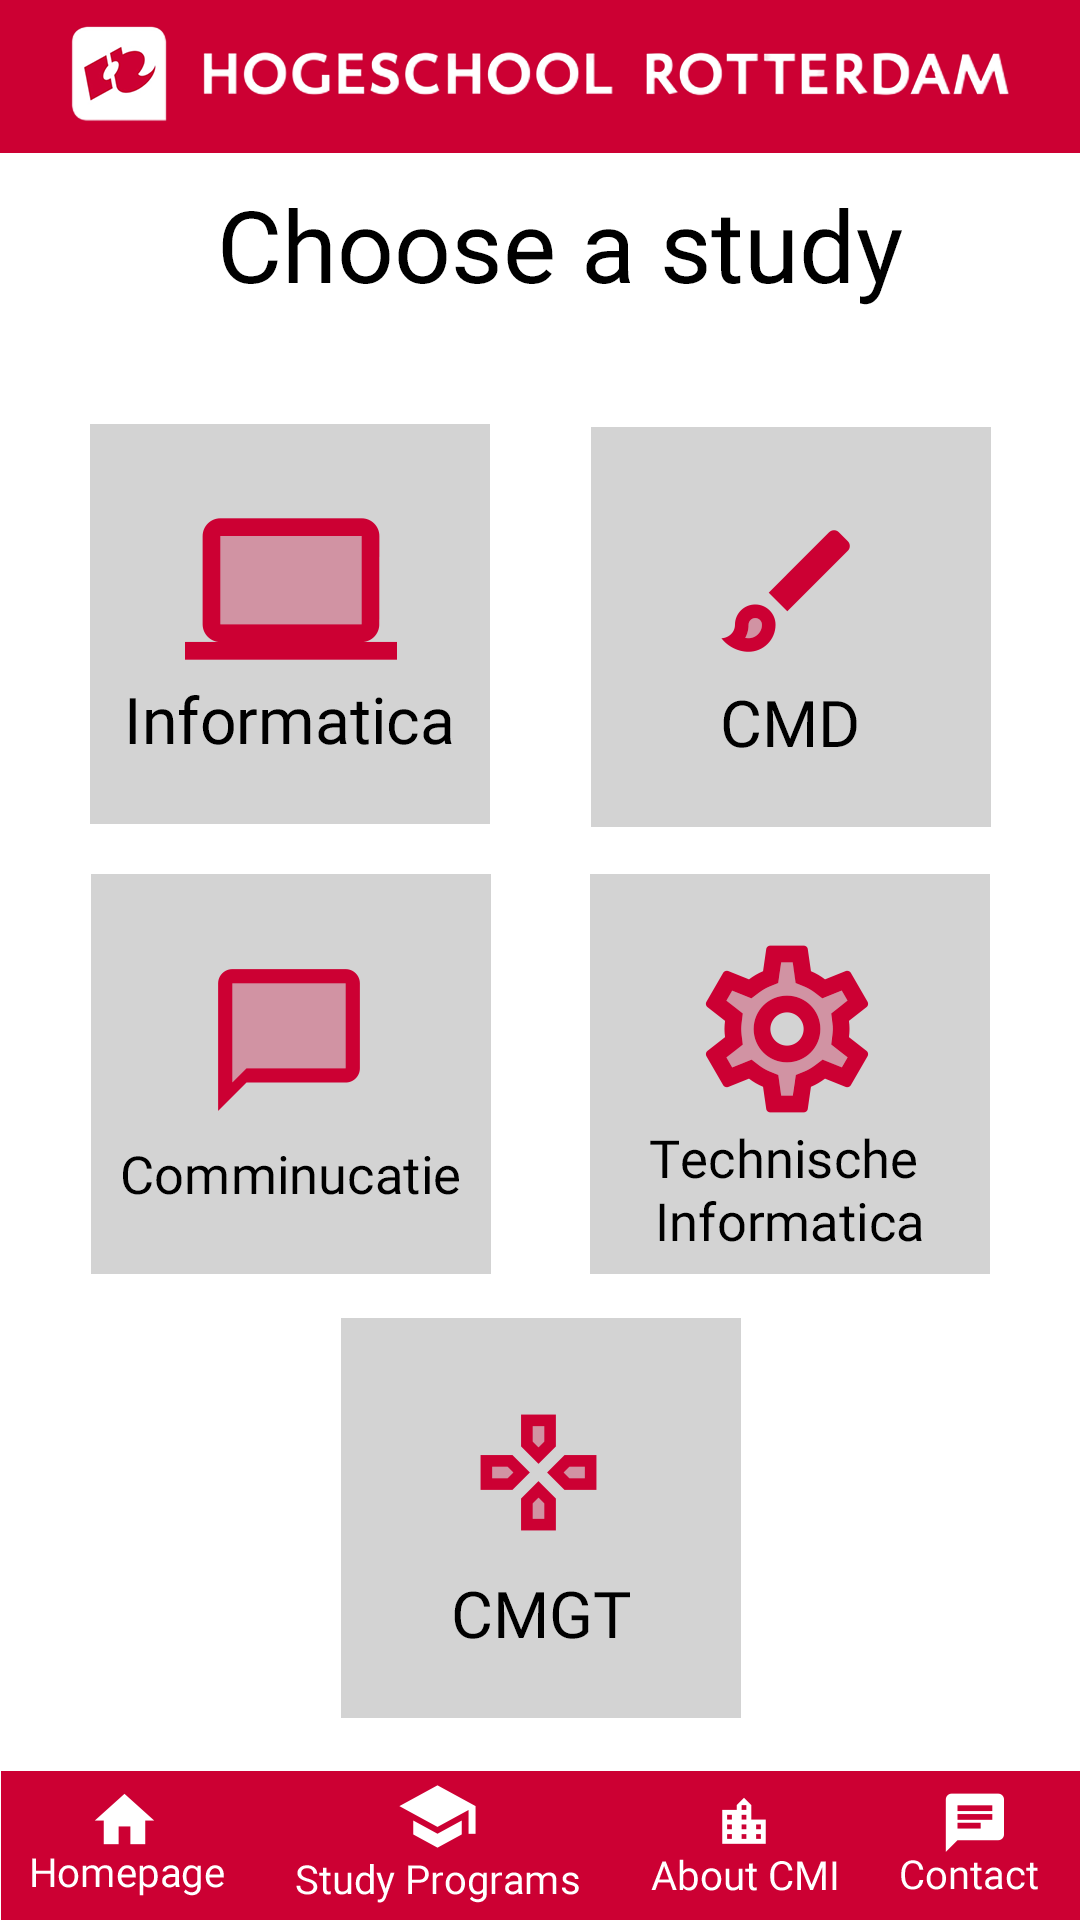 HOGESCHOOL ROTTERDAM
Choose a study
Informatica
CMD
Comminucatie
Technische
Informatica
CMGT
Homepage
Study Programs
About CMI
Contact